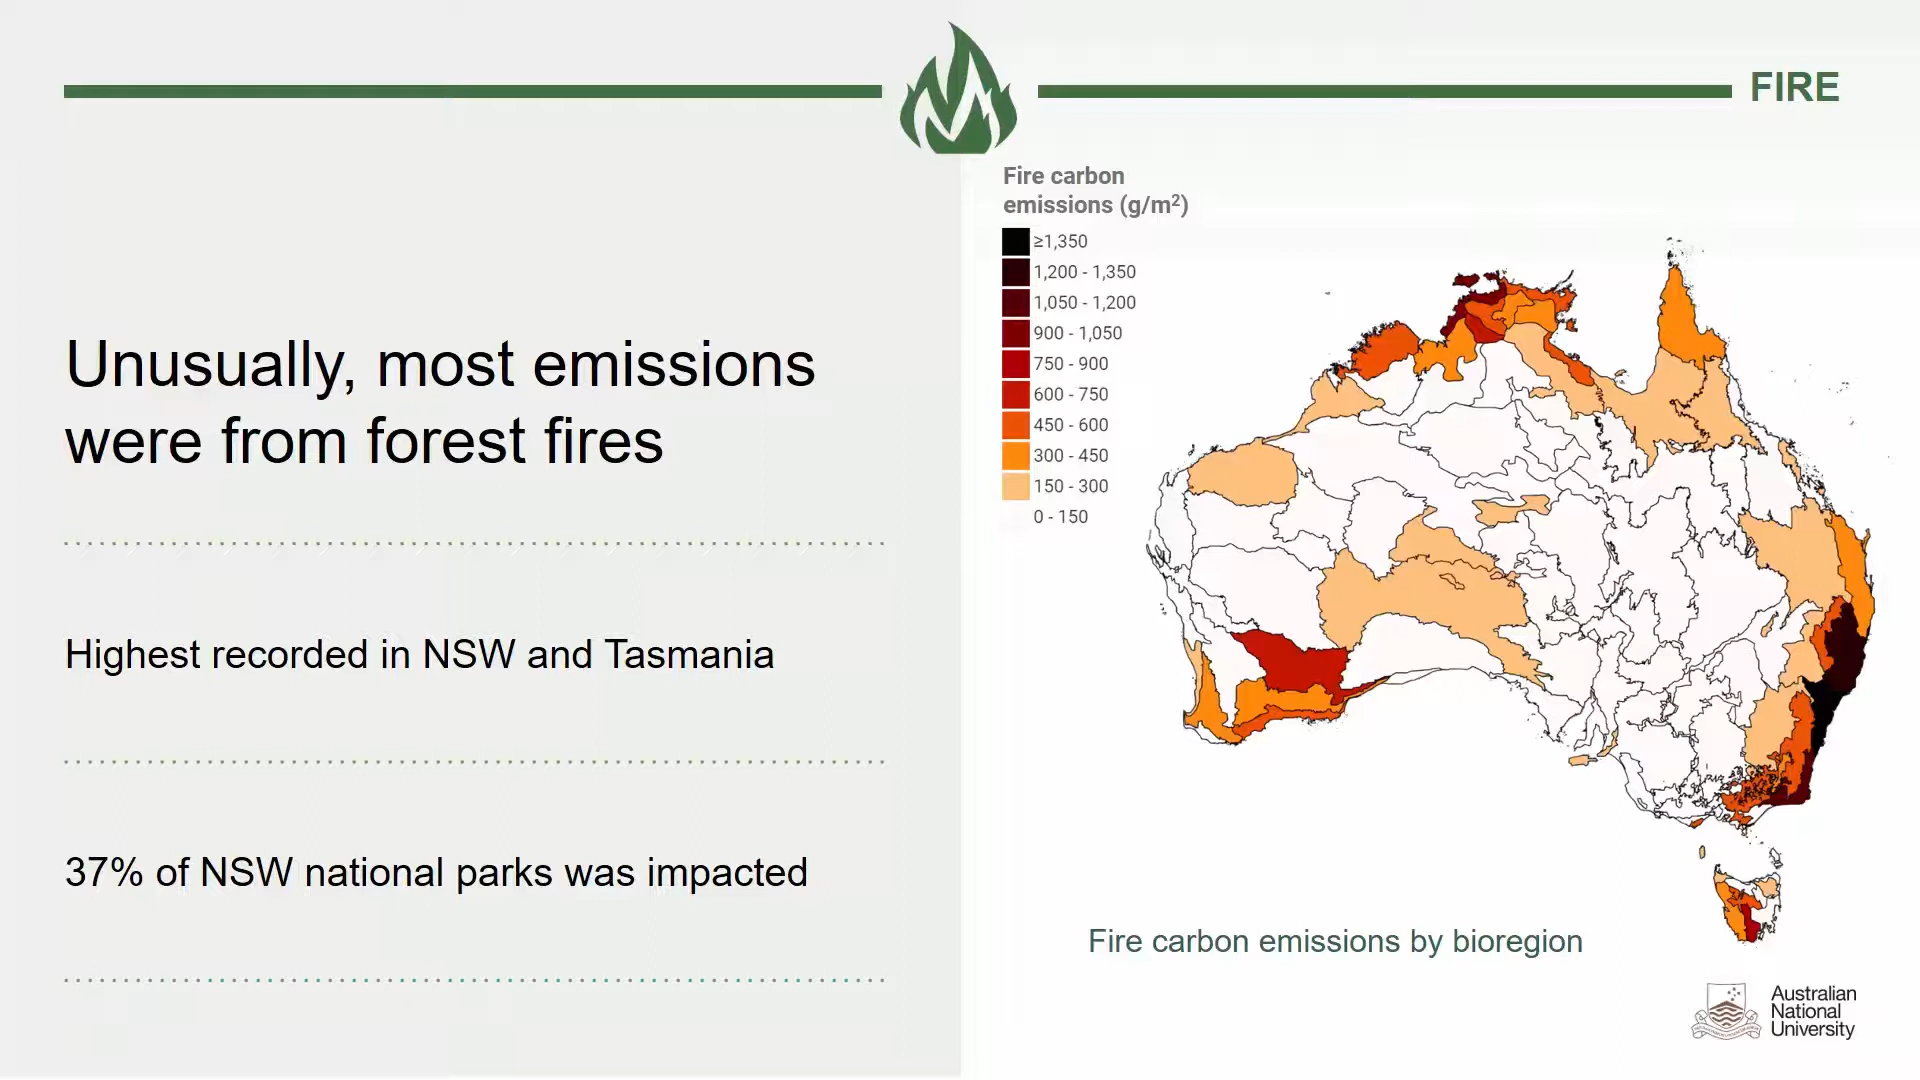 FIRE
Unusually, most emissions
were from forest fires
Highest recorded in NSW and Tasmania
37% of NSW national parks was impacted
Fire carbon
emissions (g/m²)
≥1,350
1,200 - 1,350
1,050 - 1,200
900 - 1,050
750 - 900
600 - 750
450 - 600
300 - 450
150 - 300
0 - 150
Fire carbon emissions by bioregion
Australian
National
University